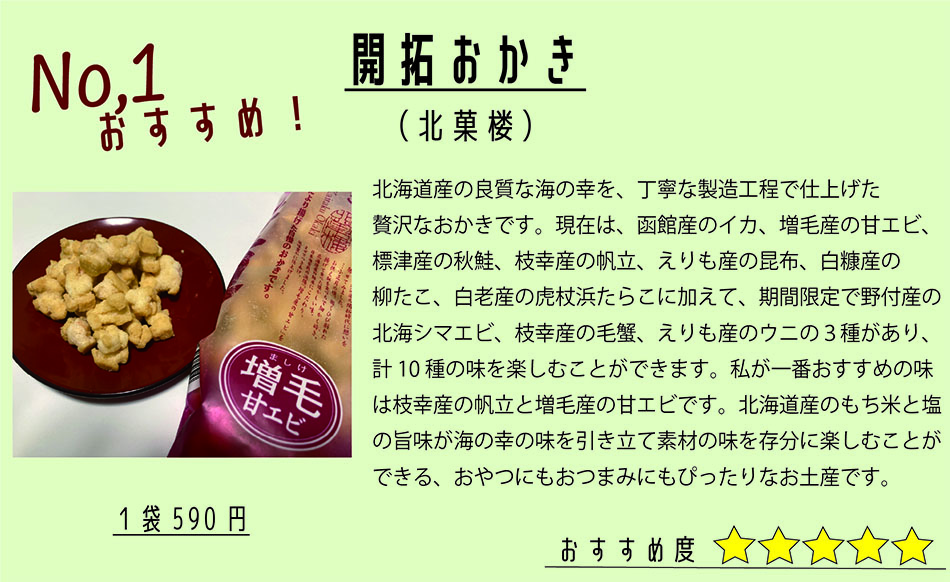 No,1
おすすめ！
開拓おかき
（北菓楼）
北海道産の良質な海の幸を、丁寧な製造工程で仕上げた
贅沢なおかきです。現在は、函館産のイカ、増毛産の甘エビ、
標津産の秋鮭、枝幸産の帆立、えりも産の昆布、白糠産の
柳たこ、白老産の虎杖浜たらこに加えて、期間限定で野付産の
北海シマエビ、枝幸産の毛蟹、えりも産のウニの３種があり、
計 10 種の味を楽しむことができます。私が一番おすすめの味
は枝幸産の帆立と増毛産の甘エビです。北海道産のもち米と塩
の旨味が海の幸の味を引き立て素材の味を存分に楽しむことが
できる、おやつにもおつまみにもぴったりなお土産です。
ましけ
増毛
甘エビ
1 袋 590 円
おすすめ度